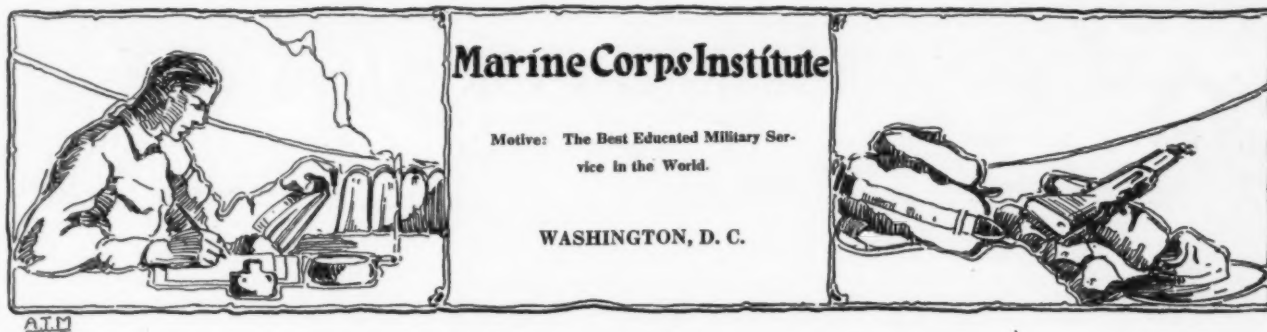 Marine Corps Institute
Motive: The Best Educated Military Ser-
vice in the World.
WASHINGTON, D. C.
A.T.M